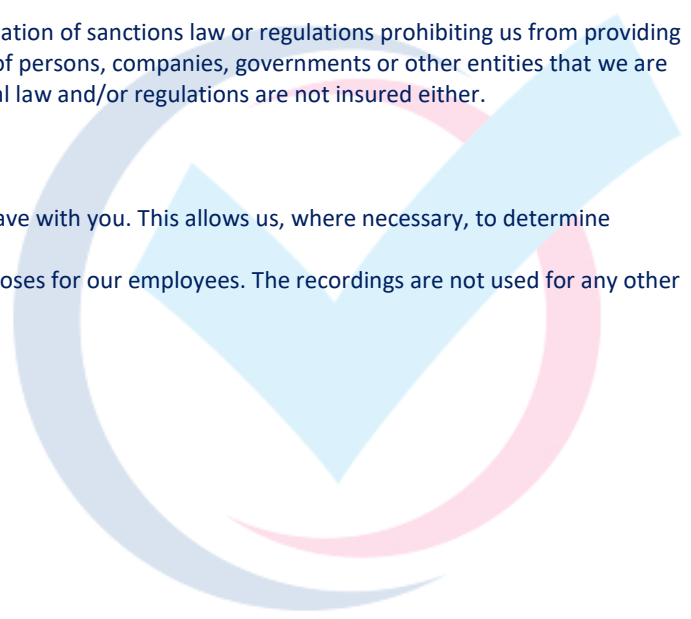 ation of sanctions law or regulations prohibiting us from providing
of persons, companies, governments or other entities that we are
al law and/or regulations are not insured either.
ave with you. This allows us, where necessary, to determine
oses for our employees. The recordings are not used for any other